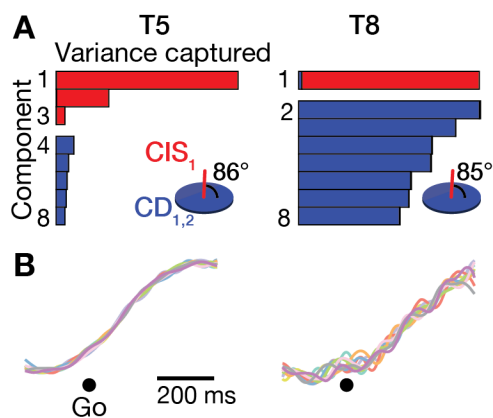 A
T5
T8
Variance captured
Component
1
3
4
8
CIS1
86°
CD1,2
1
2
8
85°
B
Go
200 ms